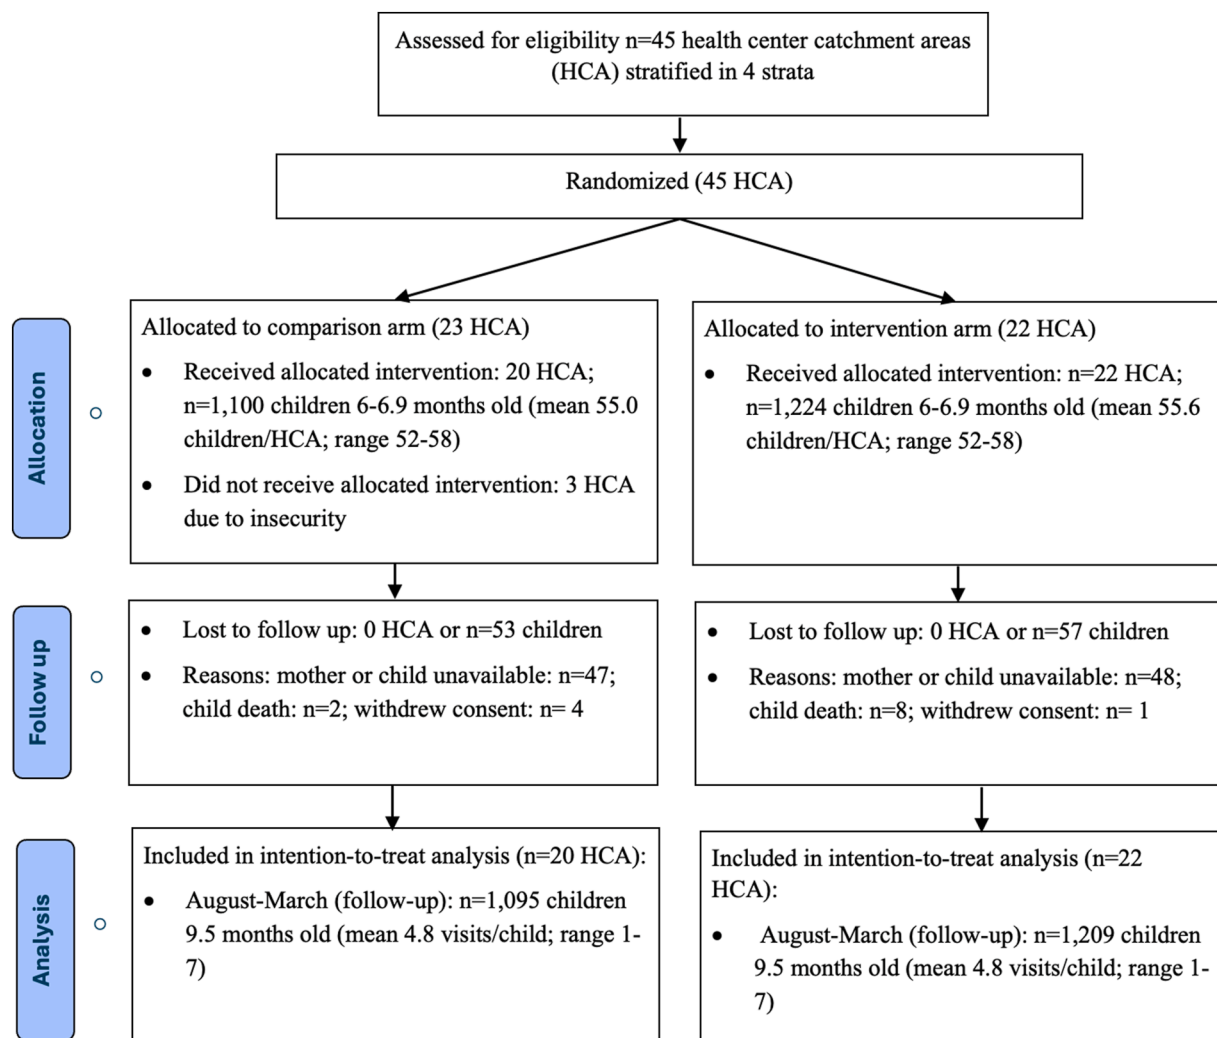 Assessed for eligibility n=45 health center catchment areas
(HCA) stratified in 4 strata
Randomized (45 HCA)
Allocation
Allocated to comparison arm (23 HCA)
• Received allocated intervention: 20 HCA;
n=1,100 children 6-6.9 months old (mean 55.0
children/HCA; range 52-58)
• Did not receive allocated intervention: 3 HCA
due to insecurity
Allocated to intervention arm (22 HCA)
• Received allocated intervention: n=22 HCA;
n=1,224 children 6-6.9 months old (mean 55.6
children/HCA; range 52-58)
Follow up
• Lost to follow up: 0 HCA or n=53 children
• Reasons: mother or child unavailable: n=47;
child death: n=2; withdrew consent: n= 4
• Lost to follow up: 0 HCA or n=57 children
• Reasons: mother or child unavailable: n=48;
child death: n=8; withdrew consent: n= 1
Analysis
Included in intention-to-treat analysis (n=20 HCA):
• August-March (follow-up): n=1,095 children
9.5 months old (mean 4.8 visits/child; range 1-
7)
Included in intention-to-treat analysis (n=22
HCA):
• August-March (follow-up): n=1,209 children
9.5 months old (mean 4.8 visits/child; range 1-
7)